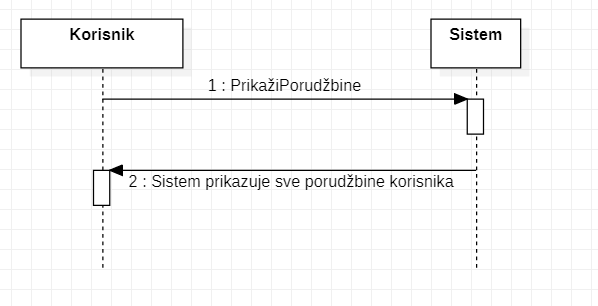 Korisnik
Sistem
1 : PrikažiPorudžbine
2 : Sistem prikazuje sve porudžbine korisnika